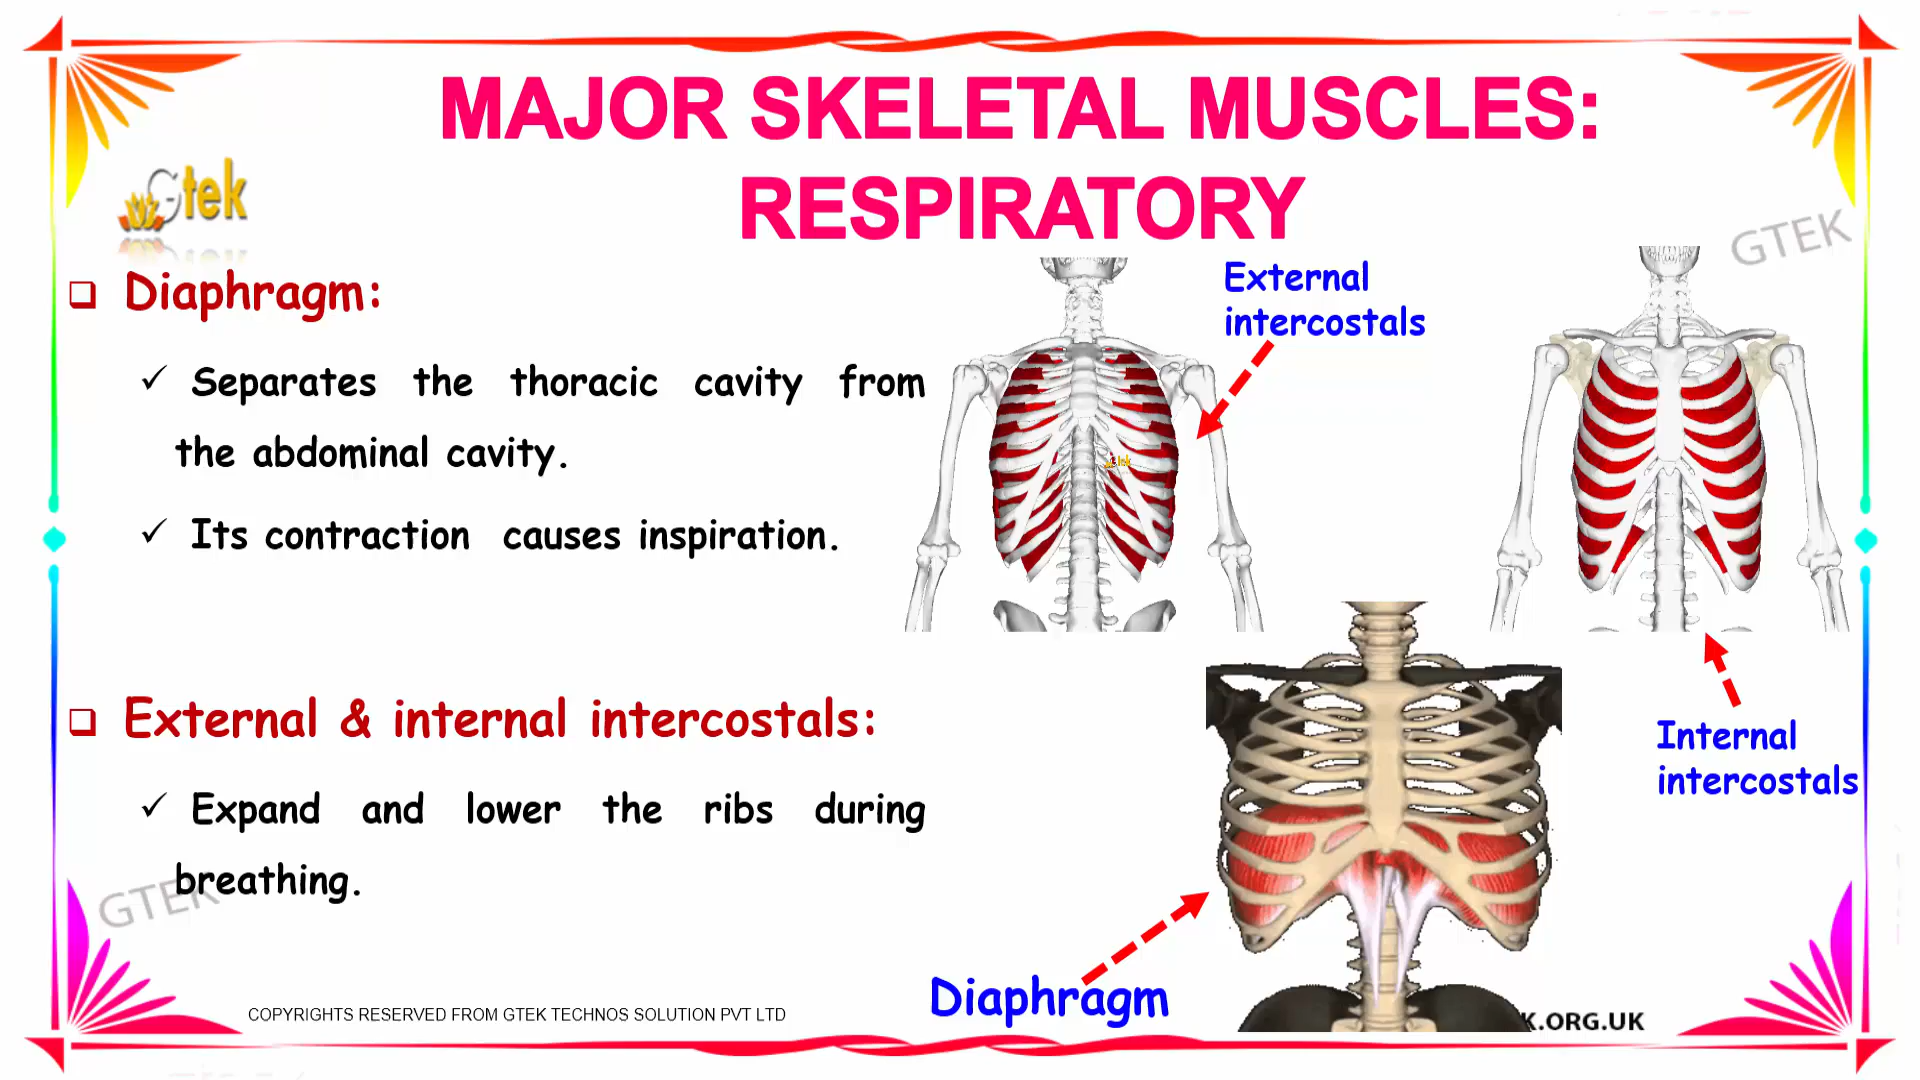 MAJOR SKELETAL MUSCLES:
RESPIRATORY
Gtek
GTEK
❑ Diaphragm:
✓ Separates the thoracic cavity from
the abdominal cavity.
✓ Its contraction causes inspiration.
❑ External & internal intercostals:
✓ Expand and lower the ribs during
breathing.
GTEK
External
intercostals
Gtek
Internal
intercostals
Diaphragm
COPYRIGHTS RESERVED FROM GTEK TECHNOS SOLUTION PVT LTD
K.ORG.UK